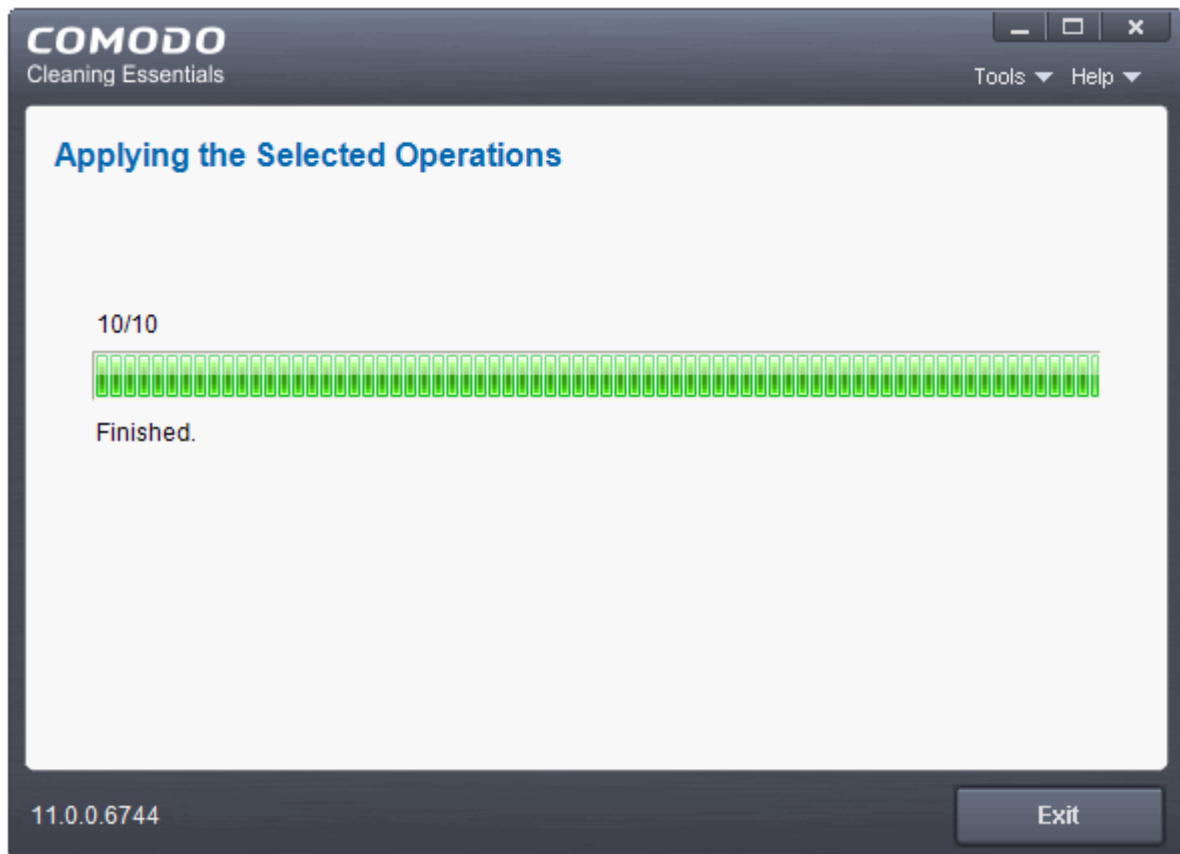 COMODO
Cleaning Essentials
Tools Help
Applying the Selected Operations
10/10
Finished.
11.0.0.6744
Exit